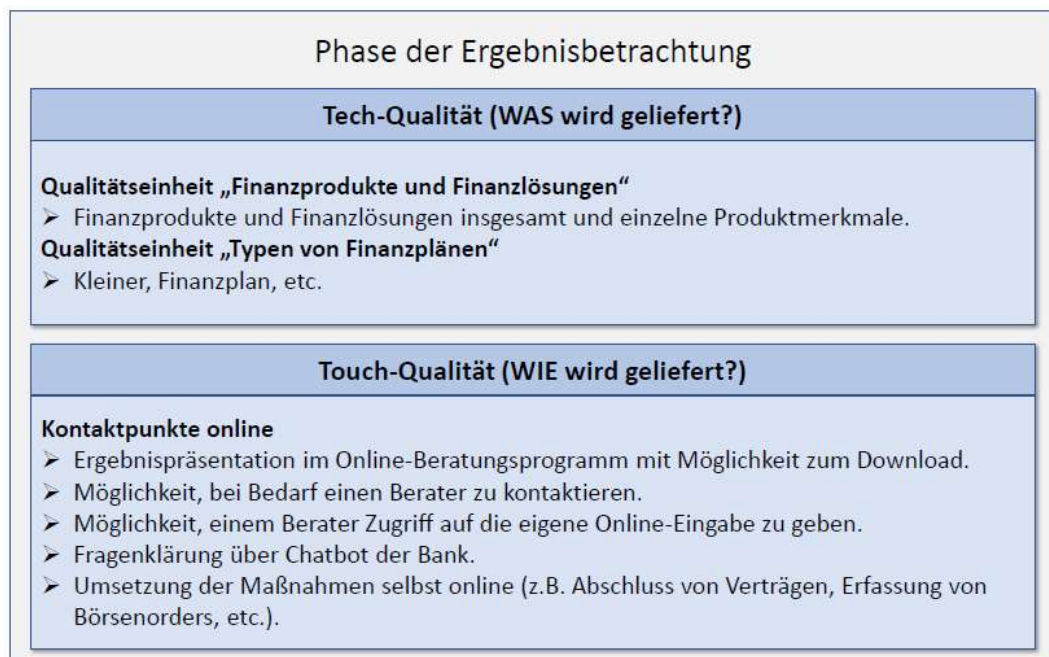 Phase der Ergebnisbetrachtung
Tech-Qualität (WAS wird geliefert?)
Qualitätseinheit „Finanzprodukte und Finanzlösungen“
➢ Finanzprodukte und Finanzlösungen insgesamt und einzelne Produktmerkmale.
Qualitätseinheit „Typen von Finanzplänen“
➢ Kleiner, Finanzplan, etc.
Touch-Qualität (WIE wird geliefert?)
Kontaktpunkte online
➢ Ergebnispräsentation im Online-Beratungsprogramm mit Möglichkeit zum Download.
➢ Möglichkeit, bei Bedarf einen Berater zu kontaktieren.
➢ Möglichkeit, einem Berater Zugriff auf die eigene Online-Eingabe zu geben.
➢ Fragenklärung über Chatbot der Bank.
➢ Umsetzung der Maßnahmen selbst online (z.B. Abschluss von Verträgen, Erfassung von
Börsenorders, etc.).